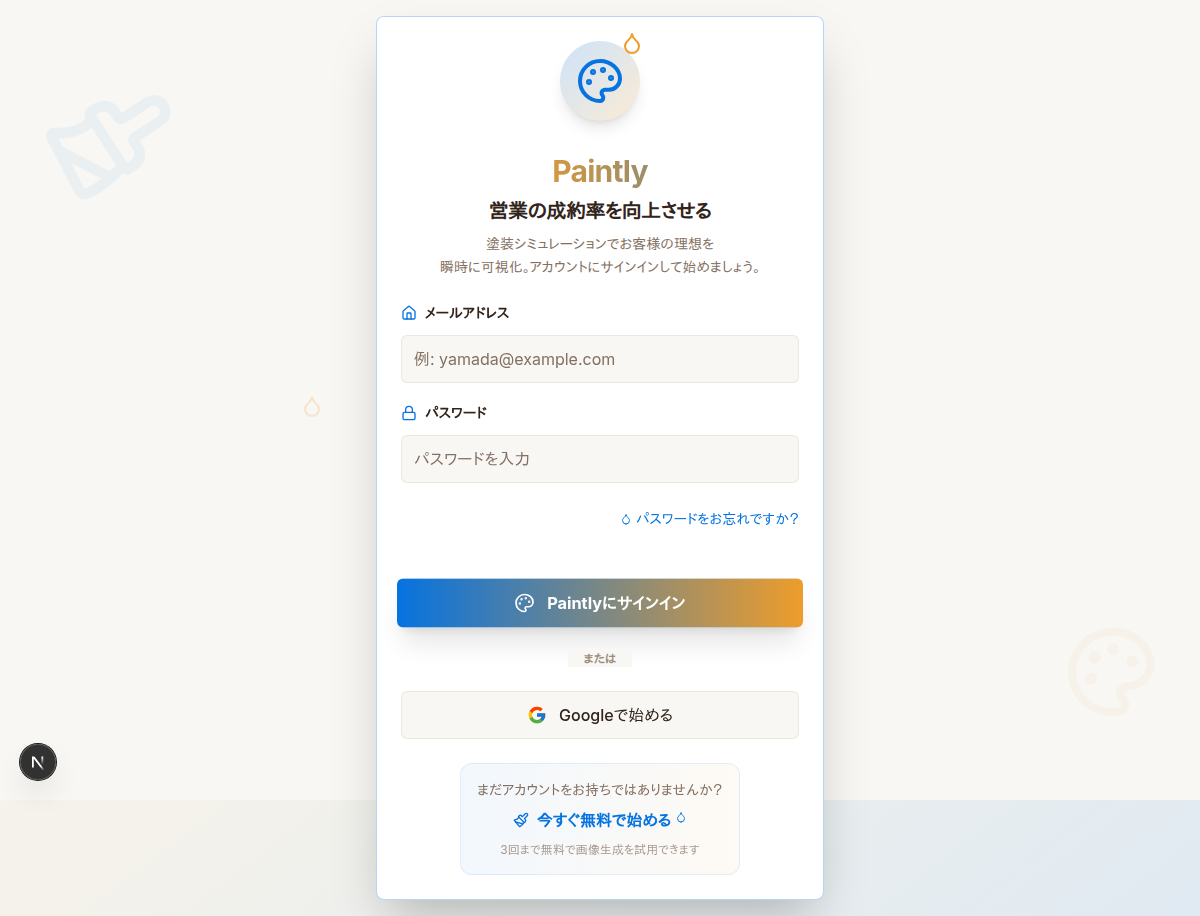 Paintly
営業の成約率を向上させる
塗装シミュレーションでお客様の理想を
瞬時に可視化。アカウントにサインインして始めましょう。
メールアドレス
例: yamada@example.com
パスワード
パスワードを入力
パスワードをお忘れですか?
Paintlyにサインイン
または
Googleで始める
N
まだアカウントをお持ちではありませんか?
今すぐ無料で始める
3回まで無料で画像生成を試用できます